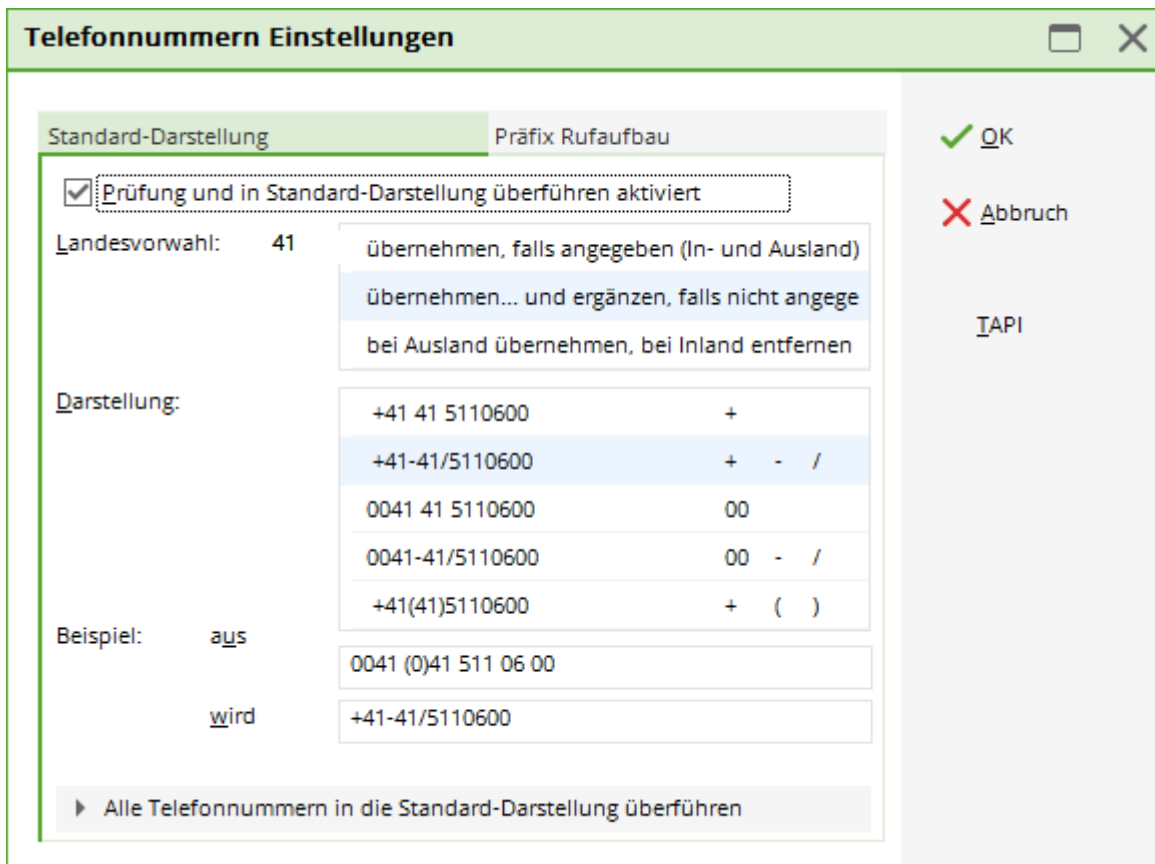 Telefonnummern Einstellungen
Standard-Darstellung
Präfix Rufaufbau
Prüfung und in Standard-Darstellung überführen aktiviert
Landesvorwahl: 41
übernehmen, falls angegeben (In- und Ausland)
übernehmen... und ergänzen, falls nicht angege
bei Ausland übernehmen, bei Inland entfernen
Darstellung:
+41 41 5110600 +
+41-41/5110600 + - /
0041 41 5110600 00
0041-41/5110600 00 - /
+41(41)5110600 + ( )
Beispiel: aus 0041 (0)41 511 06 00
wird +41-41/5110600
Alle Telefonnummern in die Standard-Darstellung überführen
OK
Abbruch
TAPI